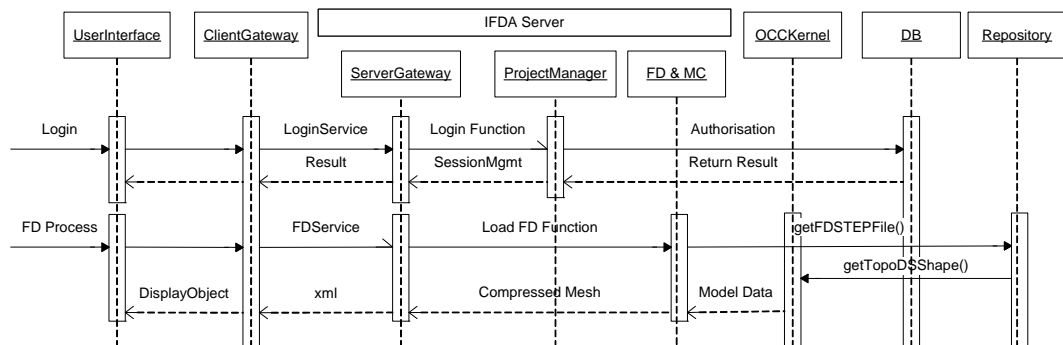 IFDA Server
UserInterface
ClientGateway
OCCKernel
DB
Repository
ServerGateway
ProjectManager
FD & MC
Login
LoginService
Login Function
Authorisation
Result
SessionMgmt
Return Result
FD Process
FDService
Load FD Function
getFDSTEPFile()
getTopoDSShape()
DisplayObject
xml
Compressed Mesh
Model Data